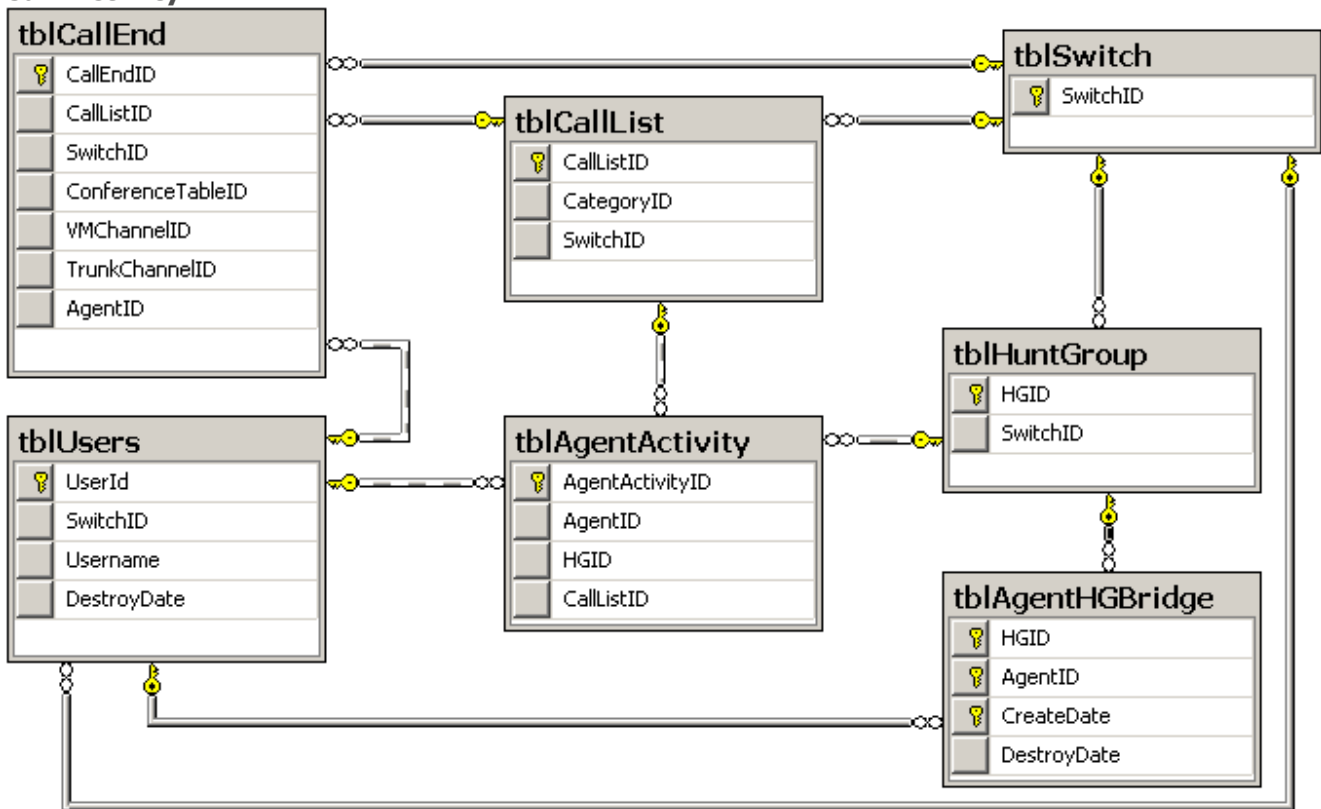 tblCallEnd
CallEndID
CallListID
SwitchID
ConferenceTableID
VMChannelID
TrunkChannelID
AgentID
tblSwitch
SwitchID
tblCallList
CallListID
CategoryID
SwitchID
tblHuntGroup
HGID
SwitchID
tblUsers
UserId
SwitchID
Username
DestroyDate
tblAgentActivity
AgentActivityID
AgentID
HGID
CallListID
tblAgentHGBridge
HGID
AgentID
CreateDate
DestroyDate